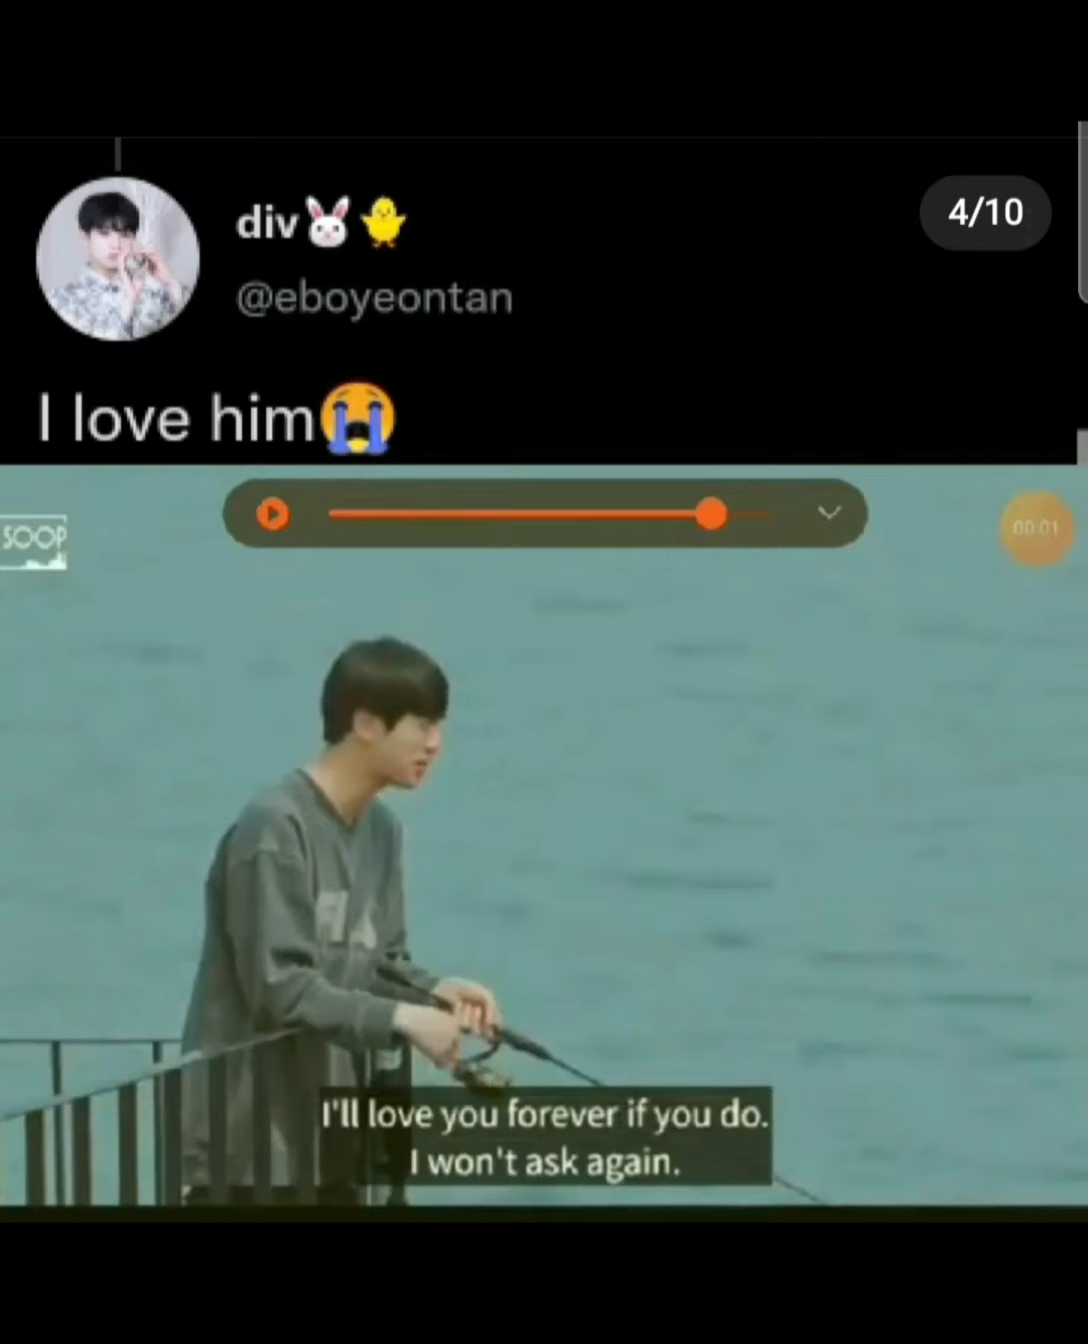 div🐰🐥
4/10
@eboyeontan
I love him😭
SOOP
00:01
I'll love you forever if you do.
I won't ask again.